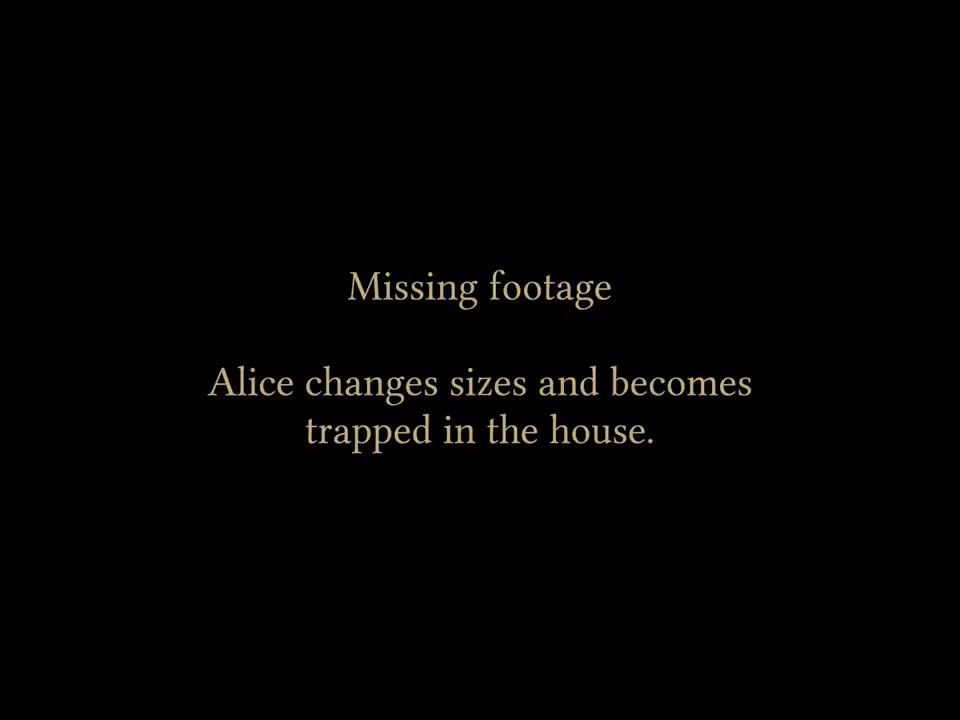 Missing footage
Alice changes sizes and becomes
trapped in the house.